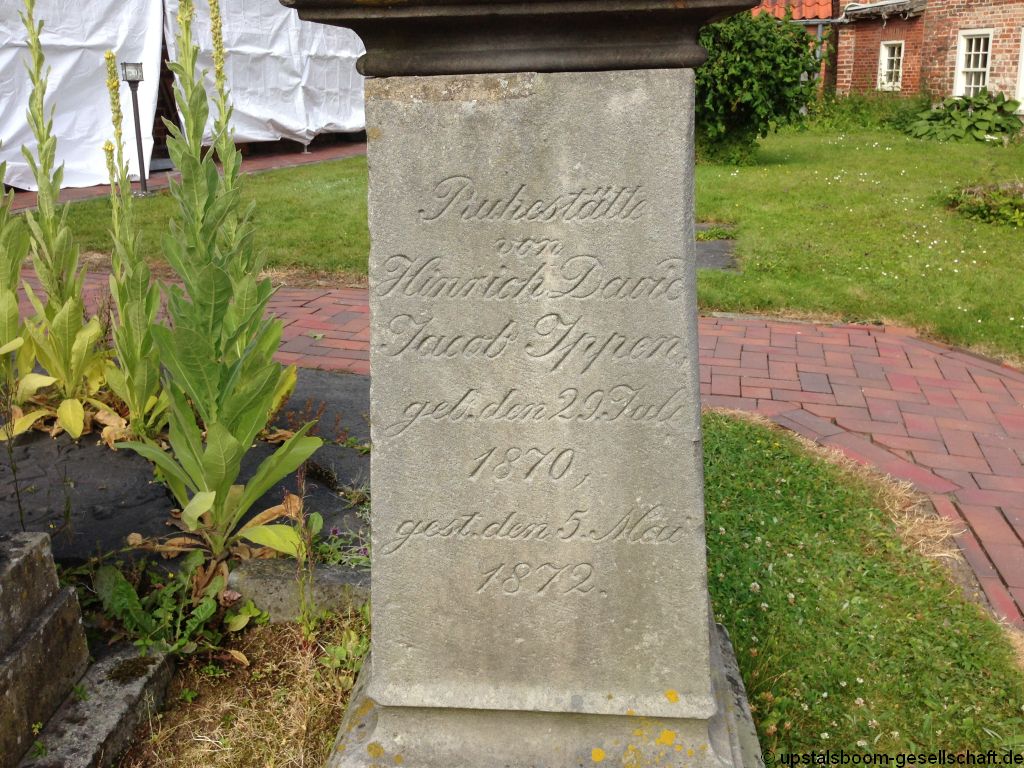 Ruhestätte
von
Hinrich David
Jacob Ippen,
geb. den 29. Juli
1870,
gest. den 5. Mai
1872.
© upstalsboom-gesellschaft.de